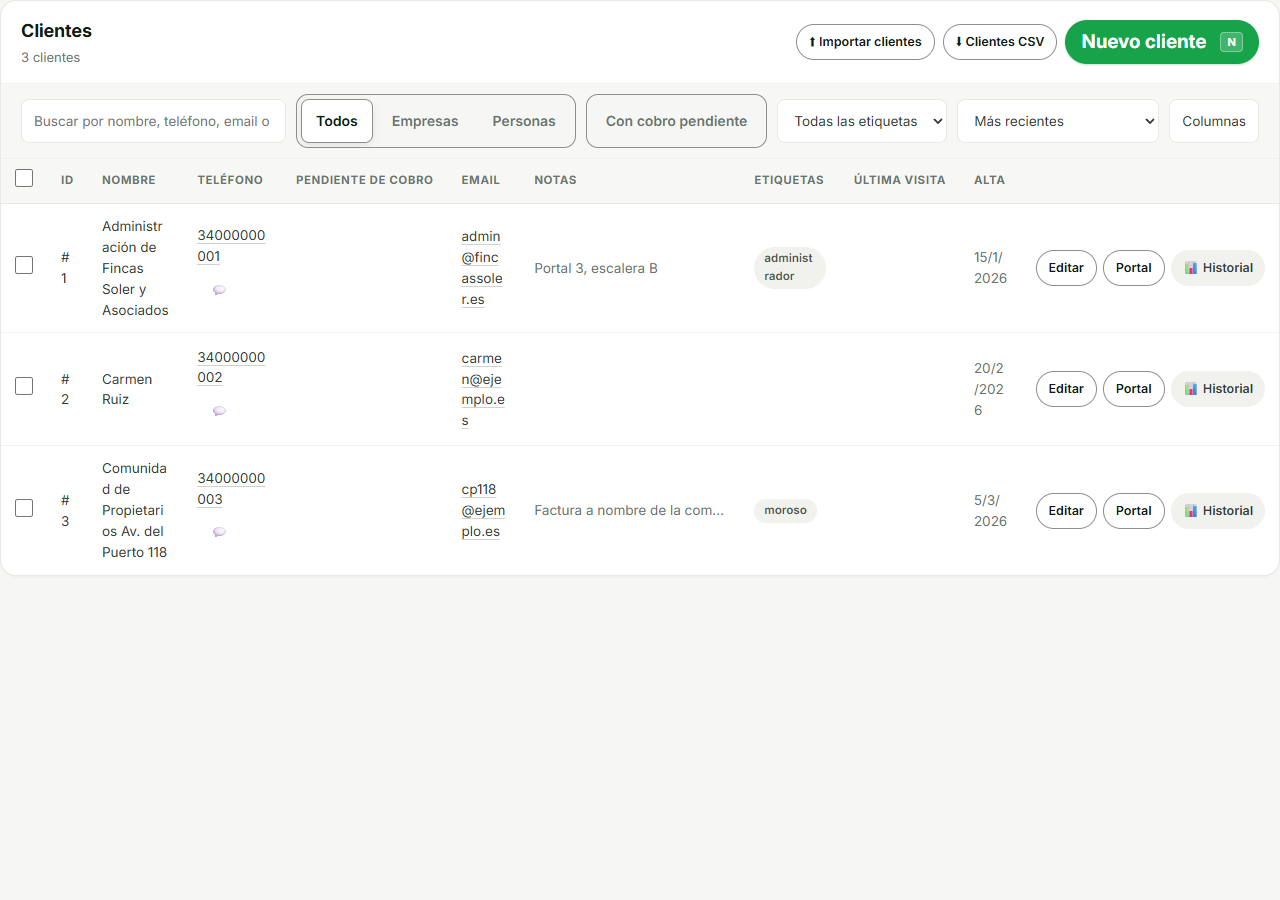 Clientes
3 clientes
⬆ Importar clientes
⬇ Clientes CSV
Nuevo cliente N
Buscar por nombre, teléfono, email o
Todos
Empresas
Personas
Con cobro pendiente
Todas las etiquetas
Más recientes
Columnas
ID NOMBRE TELÉFONO PENDIENTE DE COBRO EMAIL NOTAS ETIQUETAS ÚLTIMA VISITA ALTA
#
1
Administr
ación de
Fincas
Soler y
Asociados
34000000
001
admin
@finc
assole
r.es
Portal 3, escalera B
administ
rador
15/1/
2026
Editar
Portal
Historial
#
2
Carmen
Ruiz
34000000
002
carme
n@eje
mplo.e
s
20/2
/202
6
Editar
Portal
Historial
#
3
Comunida
d de
Propietari
os Av. del
Puerto 118
34000000
003
cp118
@ejem
plo.es
Factura a nombre de la com...
moroso
5/3/
2026
Editar
Portal
Historial